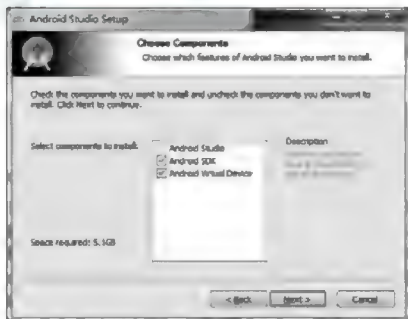 Android Studio Setup
Choose Components
Choose which features of Android Studio you want to install.
Check the components you want to install and uncheck the components you don't want to
install. Click Next to continue.
Select components to install:
Android Studio
Android SDK
Android Virtual Device
Description
Space required: 5.1GB
< Back
Next >
Cancel